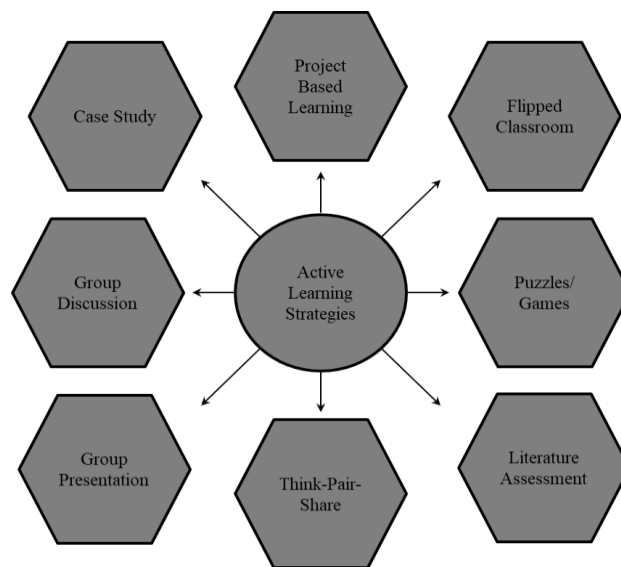 Project
Based
Learning
Case Study
Flipped
Classroom
Group
Discussion
Active
Learning
Strategies
Puzzles/
Games
Group
Presentation
Think-Pair-
Share
Literature
Assessment